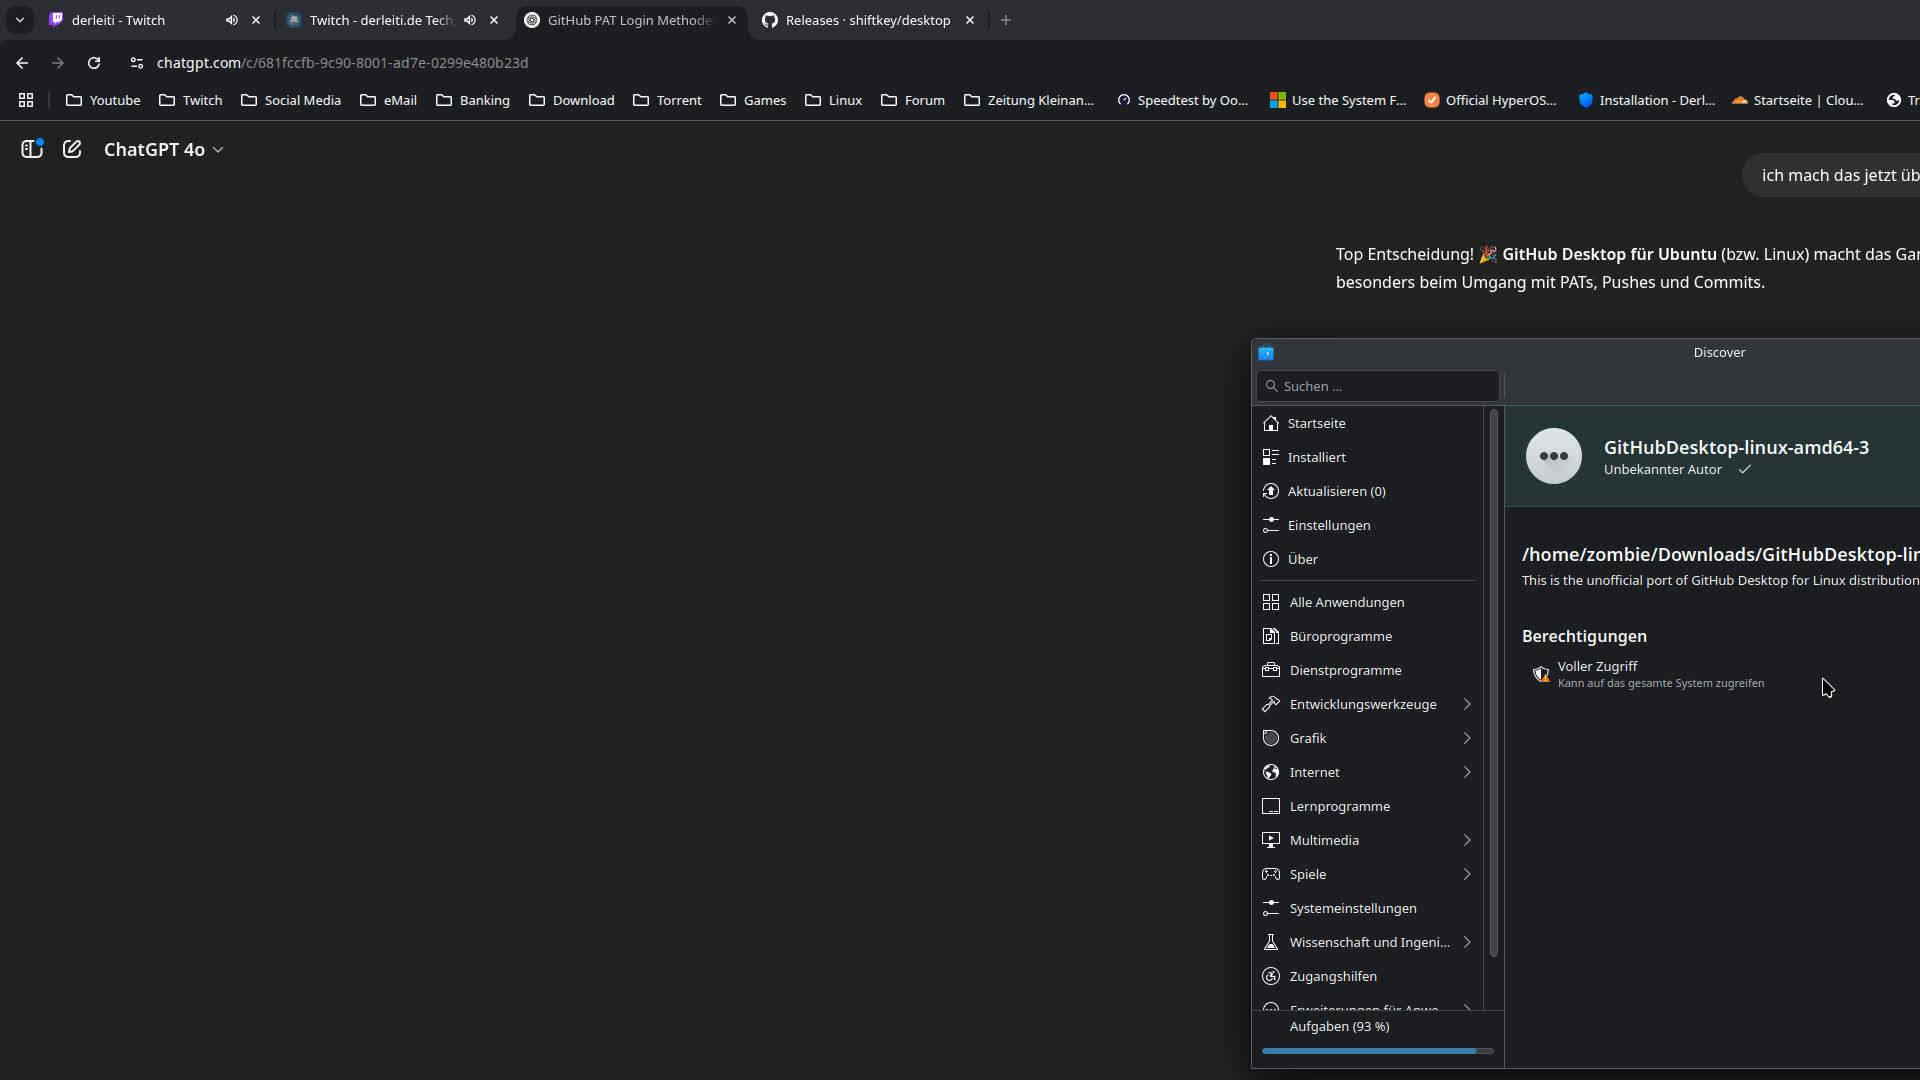 derleiti - Twitch
Twitch - derleiti.de Tech
GitHub PAT Login Methode
Releases · shiftkey/desktop
chatgpt.com/c/681fccfb-9c90-8001-ad7e-0299e480b23d
Youtube
Twitch
Social Media
eMail
Banking
Download
Torrent
Games
Linux
Forum
Zeitung Kleinan...
Speedtest by Oo...
Use the System F...
Official HyperOS...
Installation - Derl...
Startseite | Clou...
Tr
ChatGPT 4o
ich mach das jetzt üb
Top Entscheidung! 🎉 GitHub Desktop für Ubuntu (bzw. Linux) macht das Gan
besonders beim Umgang mit PATs, Pushes und Commits.
Discover
Suchen ...
Startseite
Installiert
Aktualisieren (0)
Einstellungen
Über
Alle Anwendungen
Büroprogramme
Dienstprogramme
Entwicklungswerkzeuge
Grafik
Internet
Lernprogramme
Multimedia
Spiele
Systemeinstellungen
Wissenschaft und Ingeni...
Zugangshilfen
Erweiterungen für Anwe...
Aufgaben (93 %)
GitHubDesktop-linux-amd64-3
Unbekannter Autor
/home/zombie/Downloads/GitHubDesktop-lin
This is the unofficial port of GitHub Desktop for Linux distribution
Berechtigungen
Voller Zugriff
Kann auf das gesamte System zugreifen